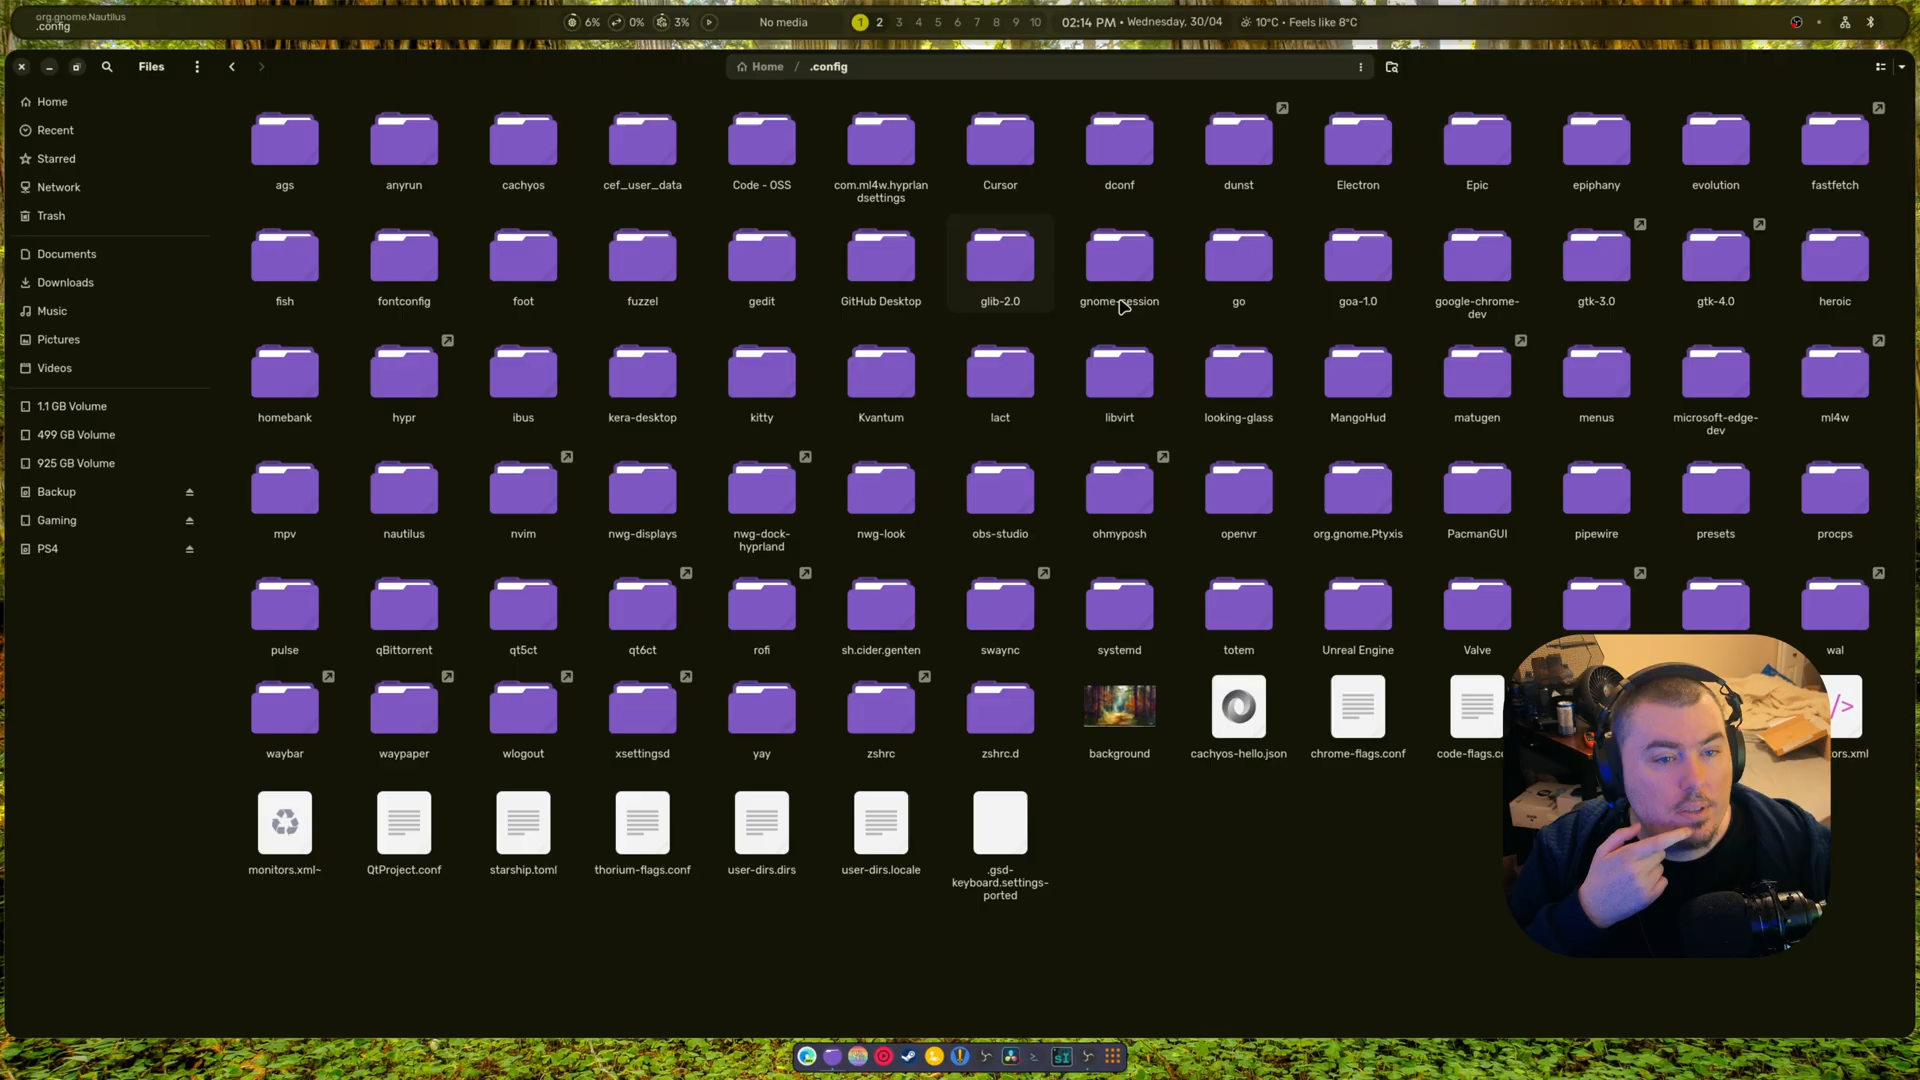 org.gnome.Nautilus
.config
6%
0%
3%
No media
1 2 3 4 5 6 7 8 9 10
02:14 PM • Wednesday, 30/04
10°C • Feels like 8°C
Files
Home / .config
Home
Recent
Starred
Network
Trash
Documents
Downloads
Music
Pictures
Videos
1.1 GB Volume
499 GB Volume
925 GB Volume
Backup
Gaming
PS4
ags
anyrun
cachyos
cef_user_data
Code - OSS
com.ml4w.hyprlan
dsettings
Cursor
dconf
dunst
Electron
Epic
epiphany
evolution
fastfetch
fish
fontconfig
foot
fuzzel
gedit
GitHub Desktop
glib-2.0
gnome-session
go
goa-1.0
google-chrome-
dev
gtk-3.0
gtk-4.0
heroic
homebank
hypr
ibus
kera-desktop
kitty
Kvantum
lact
libvirt
looking-glass
MangoHud
matugen
menus
microsoft-edge-
dev
ml4w
mpv
nautilus
nvim
nwg-displays
nwg-dock-
hyprland
nwg-look
obs-studio
ohmyposh
openvr
org.gnome.Ptyxis
PacmanGUI
pipewire
presets
procps
pulse
qBittorrent
qt5ct
qt6ct
rofi
sh.cider.genten
swaync
systemd
totem
Unreal Engine
Valve
wal
waybar
waypaper
wlogout
xsettingsd
yay
zshrc
zshrc.d
background
cachyos-hello.json
chrome-flags.conf
code-flags.co
ors.xml
monitors.xml~
QtProject.conf
starship.toml
thorium-flags.conf
user-dirs.dirs
user-dirs.locale
.gsd-
keyboard.settings-
ported